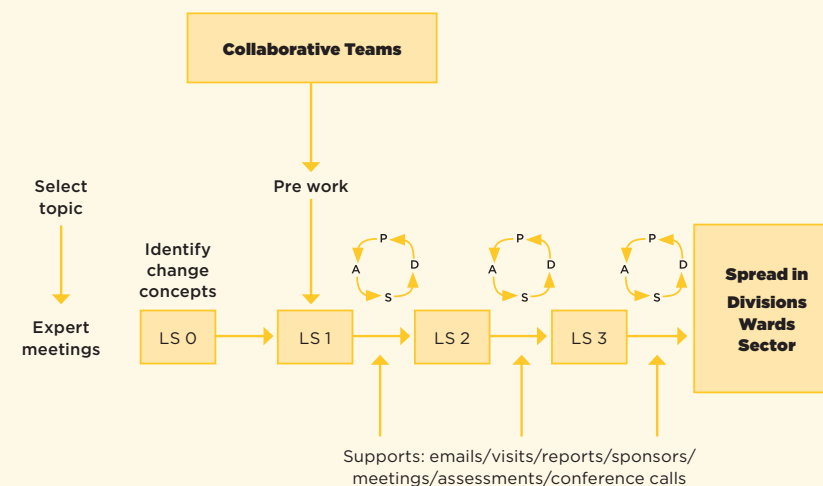 Collaborative Teams
Select
topic
Pre work
Identify
change
concepts
Expert
meetings
LS 0
LS 1
LS 2
LS 3
P
A
D
S
P
A
D
S
P
A
D
S
Spread in
Divisions
Wards
Sector
Supports: emails/visits/reports/sponsors/
meetings/assessments/conference calls